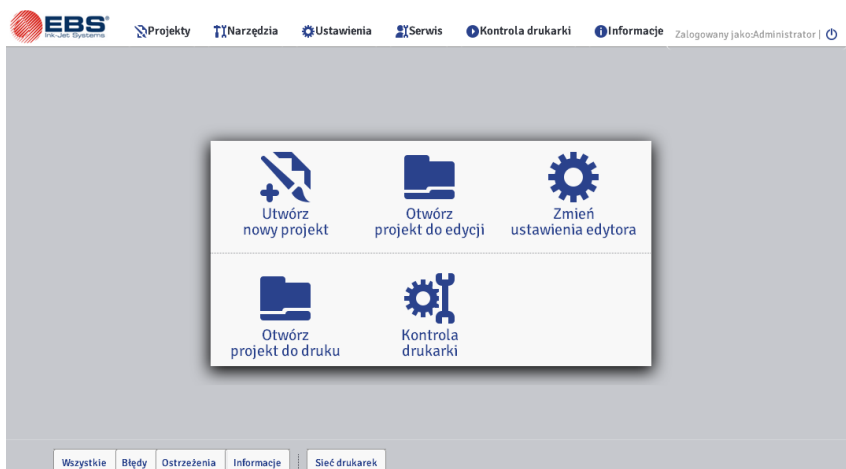 EBS®
Ink-Jet Systems
Projekty
Narzędzia
Ustawienia
Serwis
Kontrola drukarki
Informacje
Zalogowany jako:Administrator |
Utwórz
nowy projekt
Otwórz
projekt do edycji
Zmień
ustawienia edytora
Otwórz
projekt do druku
Kontrola
drukarki
Wszystkie
Błędy
Ostrzeżenia
Informacje
Sieć drukarek